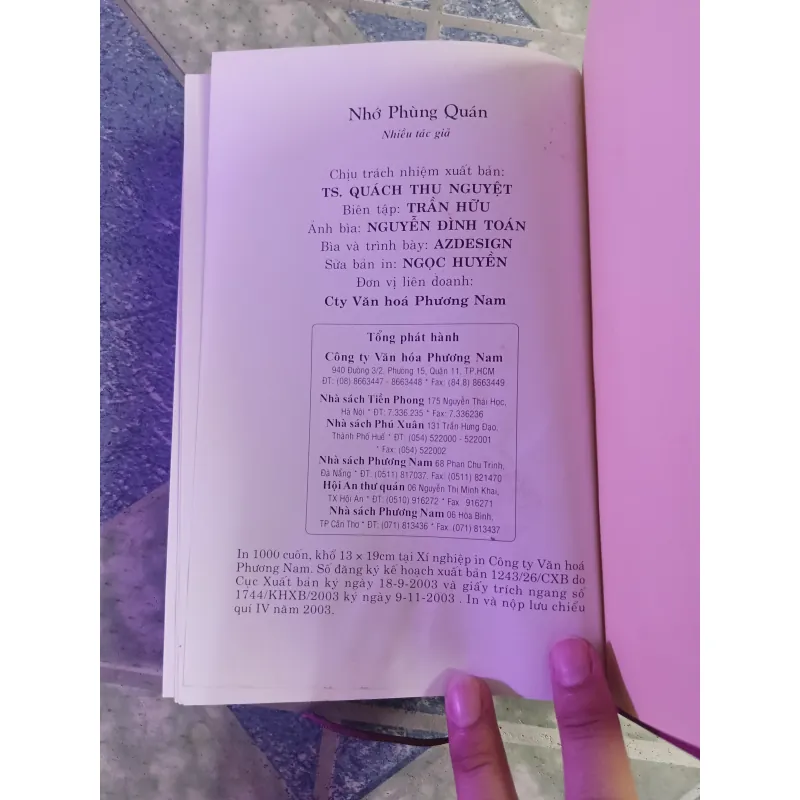 Nhớ Phùng Quán
Nhiều tác giả
Chịu trách nhiệm xuất bản:
TS. QUÁCH THU NGUYỆT
Biên tập: TRẦN HỮU
Ảnh bìa: NGUYỄN ĐÌNH TOÁN
Bìa và trình bày: AZDESIGN
Sửa bản in: NGỌC HUYỀN
Đơn vị liên doanh:
Cty Văn hoá Phương Nam
Tổng phát hành
Công ty Văn hóa Phương Nam
940 Đường 3/2, Phường 15, Quận 11, TP.HCM
ĐT: (08) 8663447 - 8663448 * Fax: (84.8) 8663449
Nhà sách Tiền Phong 175 Nguyễn Thái Học,
Hà Nội * ĐT: 7.336.235 * Fax: 7.336236
Nhà sách Phú Xuân 131 Trần Hưng Đạo,
Thành Phố Huế * ĐT: (054) 522000 - 522001
* Fax: (054) 522002
Nhà sách Phương Nam 68 Phan Chu Trinh,
Đà Nẵng * ĐT: (0511) 817037. Fax: (0511) 821470
Hội An thư quán 06 Nguyễn Thị Minh Khai,
TX Hội An * ĐT: (0510) 916272 * Fax 916271
Nhà sách Phương Nam 06 Hòa Bình,
TP Cần Thơ * ĐT: (071) 813436 * Fax: (071) 813437
In 1000 cuốn, khổ 13 × 19cm tại Xí nghiệp in Công ty Văn hoá
Phương Nam. Số đăng ký kế hoạch xuất bản 1243/26/CXB do
Cục Xuất bản ký ngày 18-9-2003 và giấy trích ngang số
1744/KHXB/2003 ký ngày 9-11-2003 . In và nộp lưu chiểu
quí IV năm 2003.